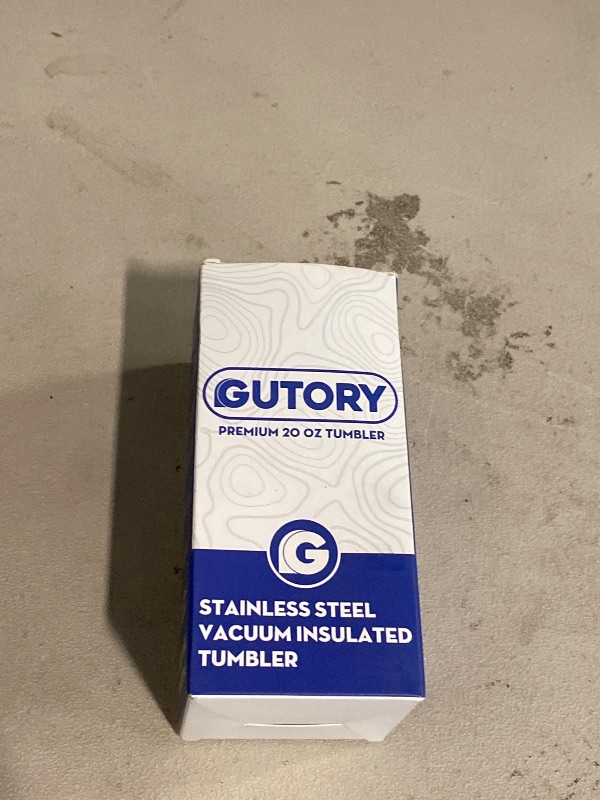 GUTORY
PREMIUM 20 OZ TUMBLER
G
STAINLESS STEEL
VACUUM INSULATED
TUMBLER